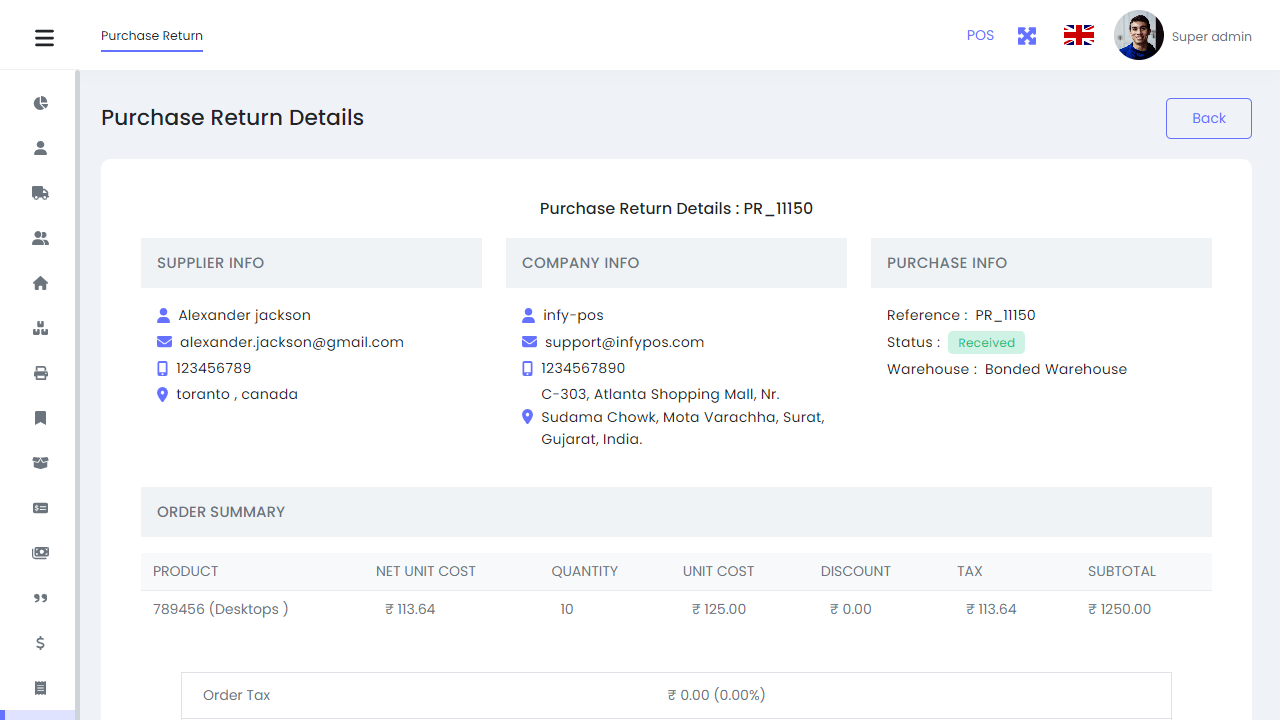 Purchase Return
POS
Super admin
Purchase Return Details
Back
Purchase Return Details : PR_11150
SUPPLIER INFO
Alexander jackson
alexander.jackson@gmail.com
123456789
toranto , canada
COMPANY INFO
infy-pos
support@infypos.com
1234567890
C-303, Atlanta Shopping Mall, Nr.
Sudama Chowk, Mota Varachha, Surat,
Gujarat, India.
PURCHASE INFO
Reference : PR_11150
Status : Received
Warehouse : Bonded Warehouse
ORDER SUMMARY
PRODUCT NET UNIT COST QUANTITY UNIT COST DISCOUNT TAX SUBTOTAL
789456 (Desktops ) ₹ 113.64 10 ₹ 125.00 ₹ 0.00 ₹ 113.64 ₹ 1250.00
Order Tax ₹ 0.00 (0.00%)